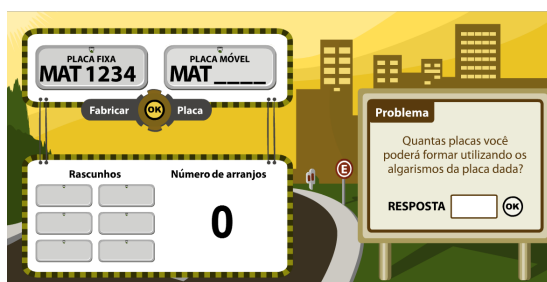 PLACA FIXA
MAT 1234
PLACA MÓVEL
MAT_ _ _ _
Fabricar OK Placa
Rascunhos
Número de arranjos
0
E
Problema
Quantas placas você
poderá formar utilizando os
algarismos da placa dada?
RESPOSTA OK